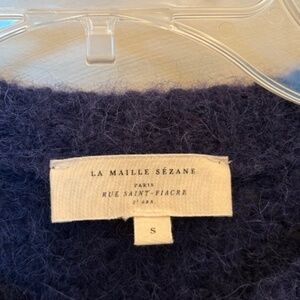 LA MAILLE SÉZANE
PARIS
RUE SAINT-FIACRE
2e ARR
S